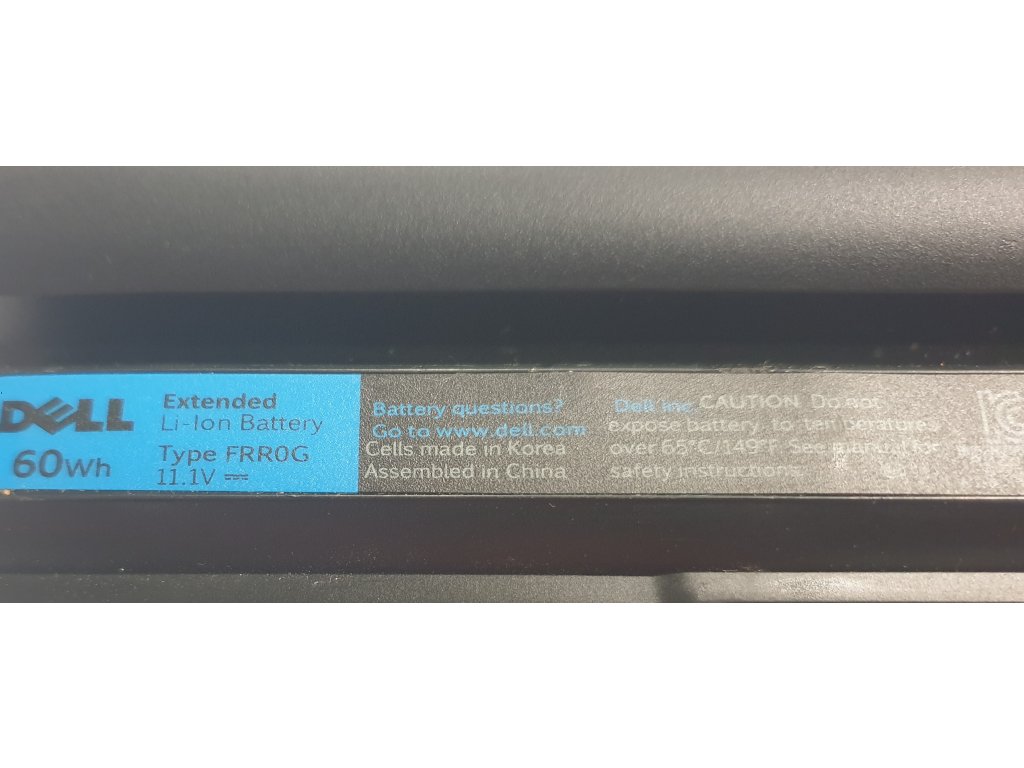 DELL
60Wh
Extended
Li-Ion Battery
Type FRR0G
11.1V
Battery questions?
Go to www.dell.com
Cells made in Korea
Assembled in China
Dell Inc. CAUTION. Do not
expose battery to temperatures
over 65°C/149°F. See manual for
safety instructions.